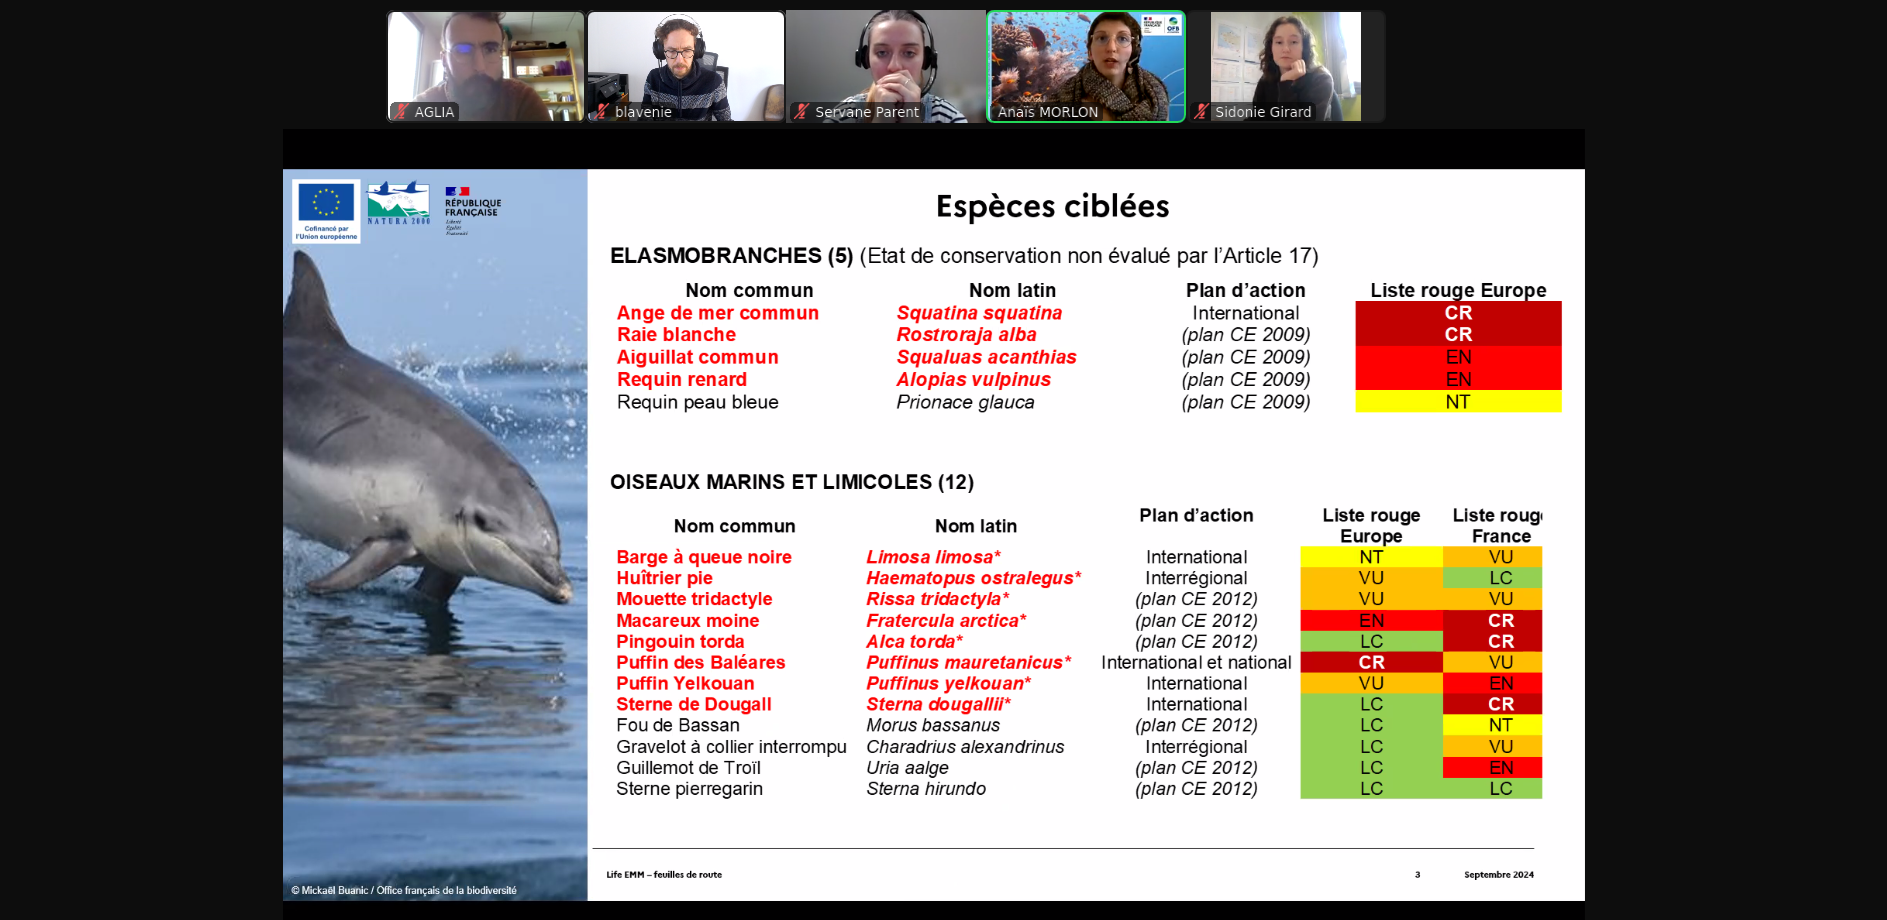 AGLIA
blavenie
Servane Parent
Anaïs MORLON
Sidonie Girard
RÉPUBLIQUE FRANÇAISE
OFB
Cofinancé par
l'Union européenne
NATURA 2000
RÉPUBLIQUE
FRANÇAISE
Liberté
Égalité
Fraternité
Espèces ciblées
ELASMOBRANCHES (5) (Etat de conservation non évalué par l'Article 17)
Nom commun Nom latin Plan d'action Liste rouge Europe
Ange de mer commun Squatina squatina International CR
Raie blanche Rostroraja alba (plan CE 2009) CR
Aiguillat commun Squaluas acanthias (plan CE 2009) EN
Requin renard Alopias vulpinus (plan CE 2009) EN
Requin peau bleue Prionace glauca (plan CE 2009) NT
OISEAUX MARINS ET LIMICOLES (12)
Nom commun Nom latin Plan d'action Liste rouge Europe Liste rouge France
Barge à queue noire Limosa limosa* International NT VU
Huîtrier pie Haematopus ostralegus* Interrégional VU LC
Mouette tridactyle Rissa tridactyla* (plan CE 2012) VU VU
Macareux moine Fratercula arctica* (plan CE 2012) EN CR
Pingouin torda Alca torda* (plan CE 2012) LC CR
Puffin des Baléares Puffinus mauretanicus* International et national CR VU
Puffin Yelkouan Puffinus yelkouan* International VU EN
Sterne de Dougall Sterna dougallii* International LC CR
Fou de Bassan Morus bassanus (plan CE 2012) LC NT
Gravelot à collier interrompu Charadrius alexandrinus Interrégional LC VU
Guillemot de Troïl Uria aalge (plan CE 2012) LC EN
Sterne pierregarin Sterna hirundo (plan CE 2012) LC LC
Life EMM – feuilles de route 3 Septembre 2024
© Mickaël Buanic / Office français de la biodiversité